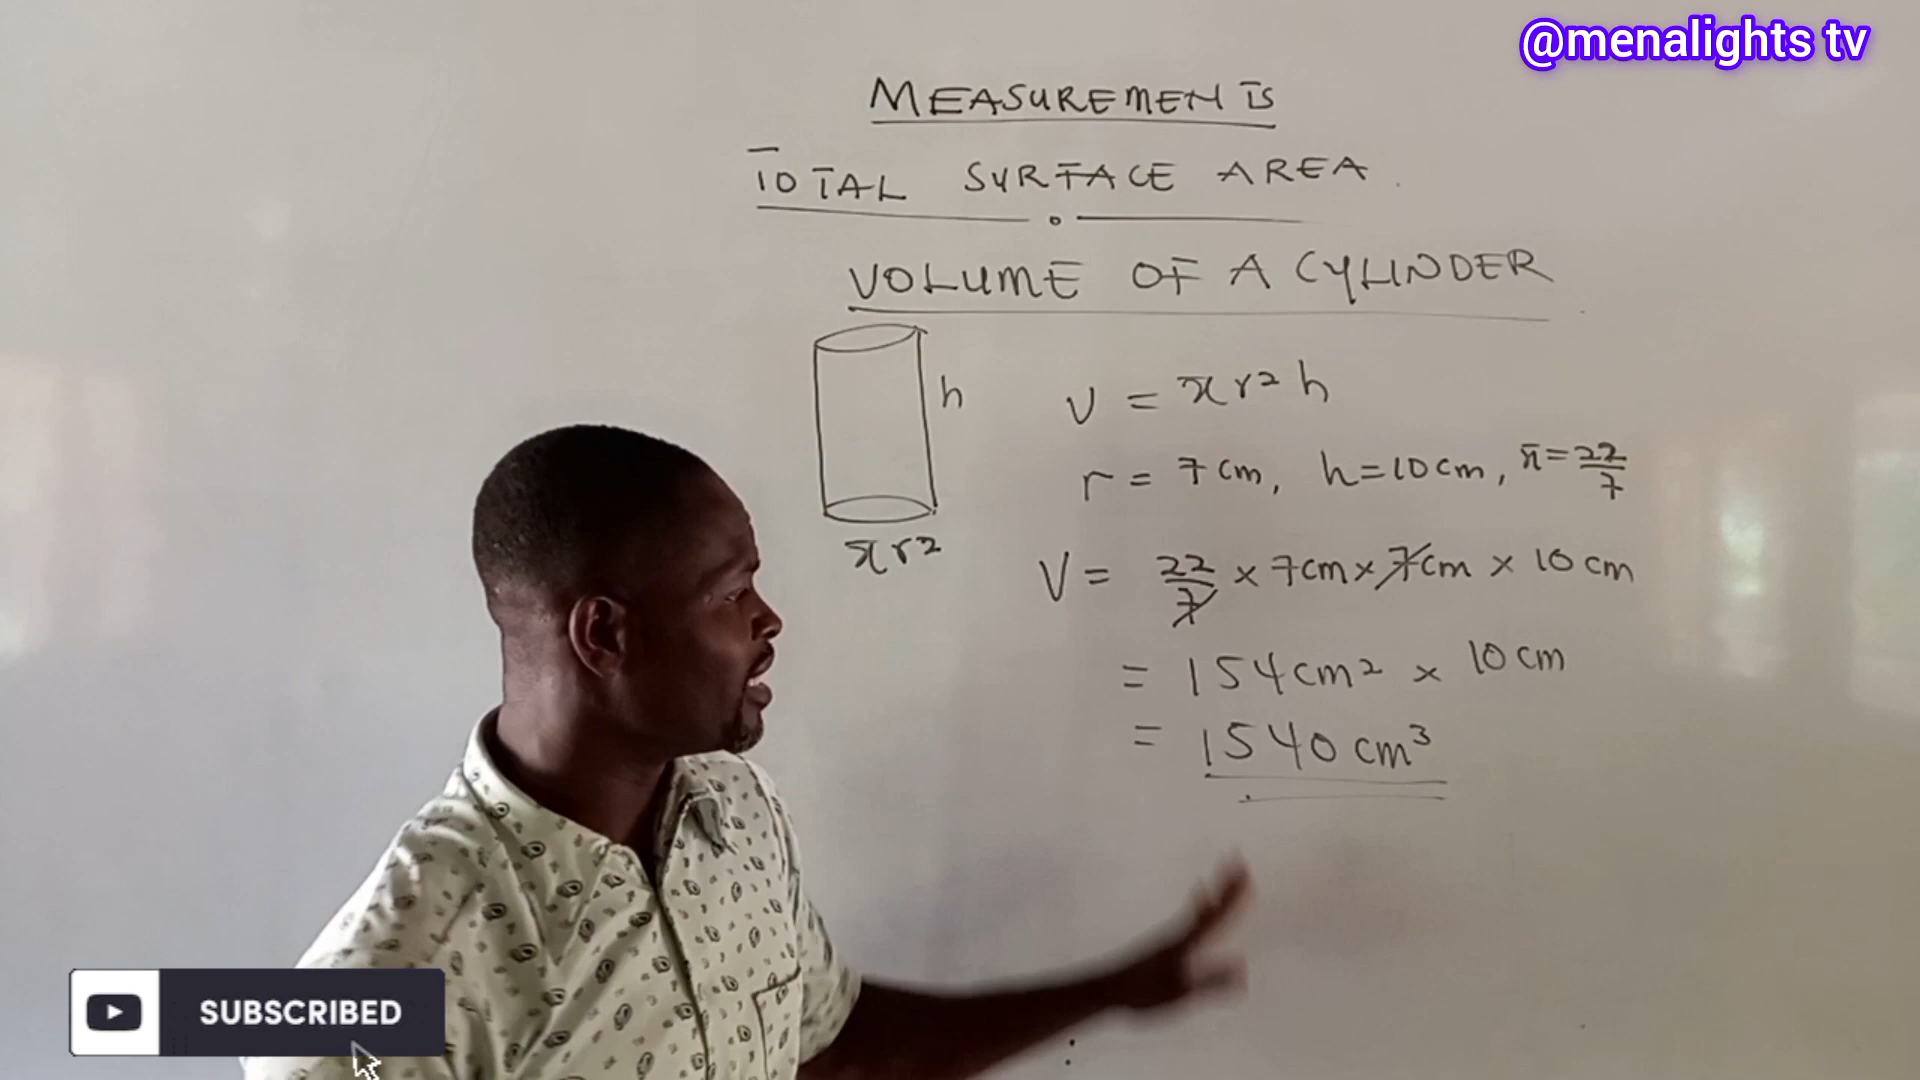 @menalights tv
MEASUREMENTS
TOTAL SURFACE AREA
VOLUME OF A CYLINDER
h
πr²
V = πr²h
r = 7cm, h=10cm, π=22/7
V = 22/7 × 7cm × 7cm × 10cm
= 154cm² × 10cm
= 1540cm³
SUBSCRIBED